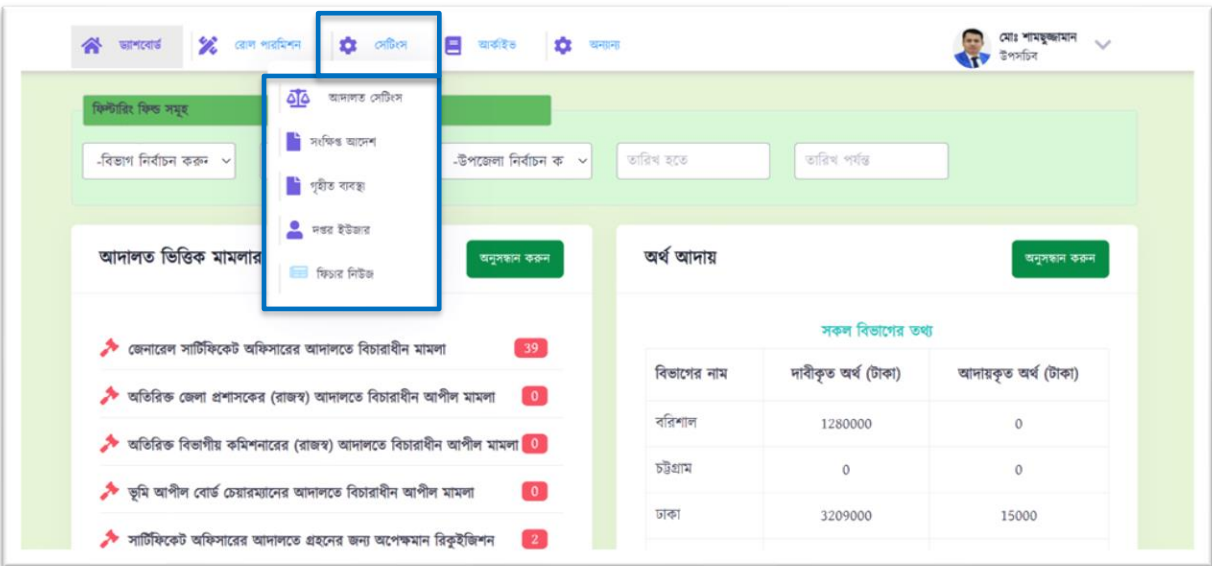 ড্যাশবোর্ড রোল পারমিশন সেটিংস আর্কাইভ অন্যান্য
মোঃ শামছুজ্জামান
উপসচিব
আদালত সেটিংস
সংক্ষিপ্ত আদেশ
গৃহীত ব্যবস্থা
দপ্তর ইউজার
ফিচার নিউজ
ফিল্টারিং ফিল্ড সমূহ
-বিভাগ নির্বাচন করুন -উপজেলা নির্বাচন ক তারিখ হতে তারিখ পর্যন্ত
আদালত ভিত্তিক মামলার অনুসন্ধান করুন
জেনারেল সার্টিফিকেট অফিসারের আদালতে বিচারাধীন মামলা 39
অতিরিক্ত জেলা প্রশাসকের (রাজস্ব) আদালতে বিচারাধীন আপীল মামলা 0
অতিরিক্ত বিভাগীয় কমিশনারের (রাজস্ব) আদালতে বিচারাধীন আপীল মামলা 0
ভূমি আপীল বোর্ড চেয়ারম্যানের আদালতে বিচারাধীন আপীল মামলা 0
সার্টিফিকেট অফিসারের আদালতে গ্রহনের জন্য অপেক্ষমান রিকুইজিশন 2
অর্থ আদায় অনুসন্ধান করুন
সকল বিভাগের তথ্য
বিভাগের নাম দাবীকৃত অর্থ (টাকা) আদায়কৃত অর্থ (টাকা)
বরিশাল 1280000 0
চট্টগ্রাম 0 0
ঢাকা 3209000 15000